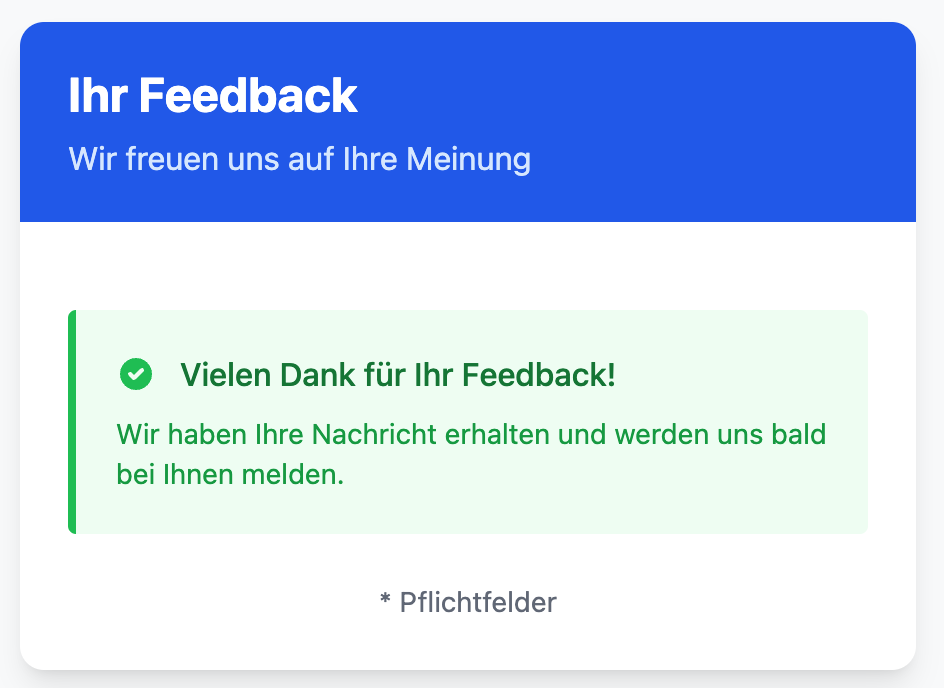 Ihr Feedback
Wir freuen uns auf Ihre Meinung
Vielen Dank für Ihr Feedback!
Wir haben Ihre Nachricht erhalten und werden uns bald
bei Ihnen melden.
* Pflichtfelder